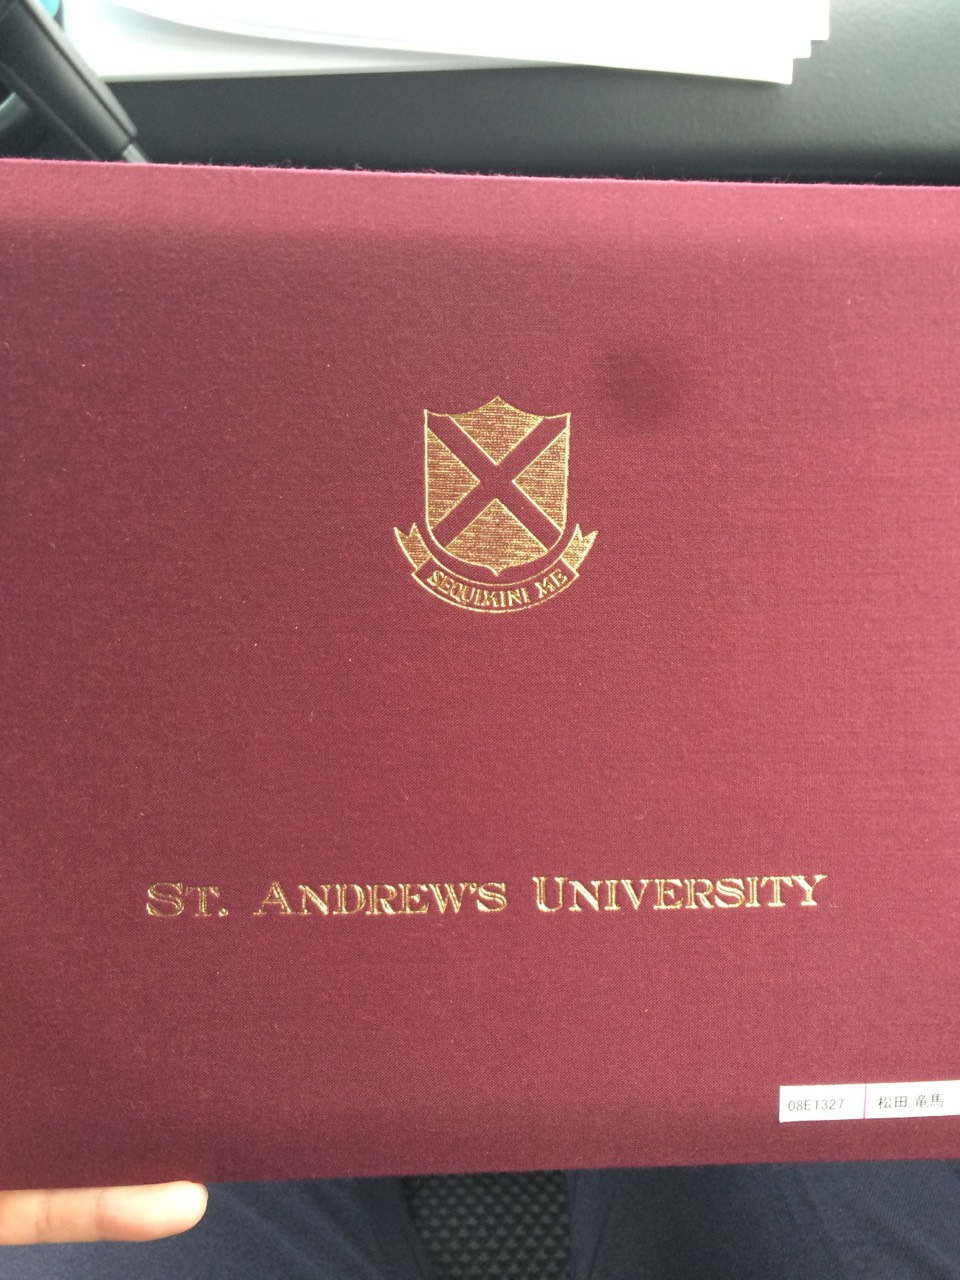 SEQUIMINI ME
ST. ANDREW'S UNIVERSITY
08E1327 松田 竜馬